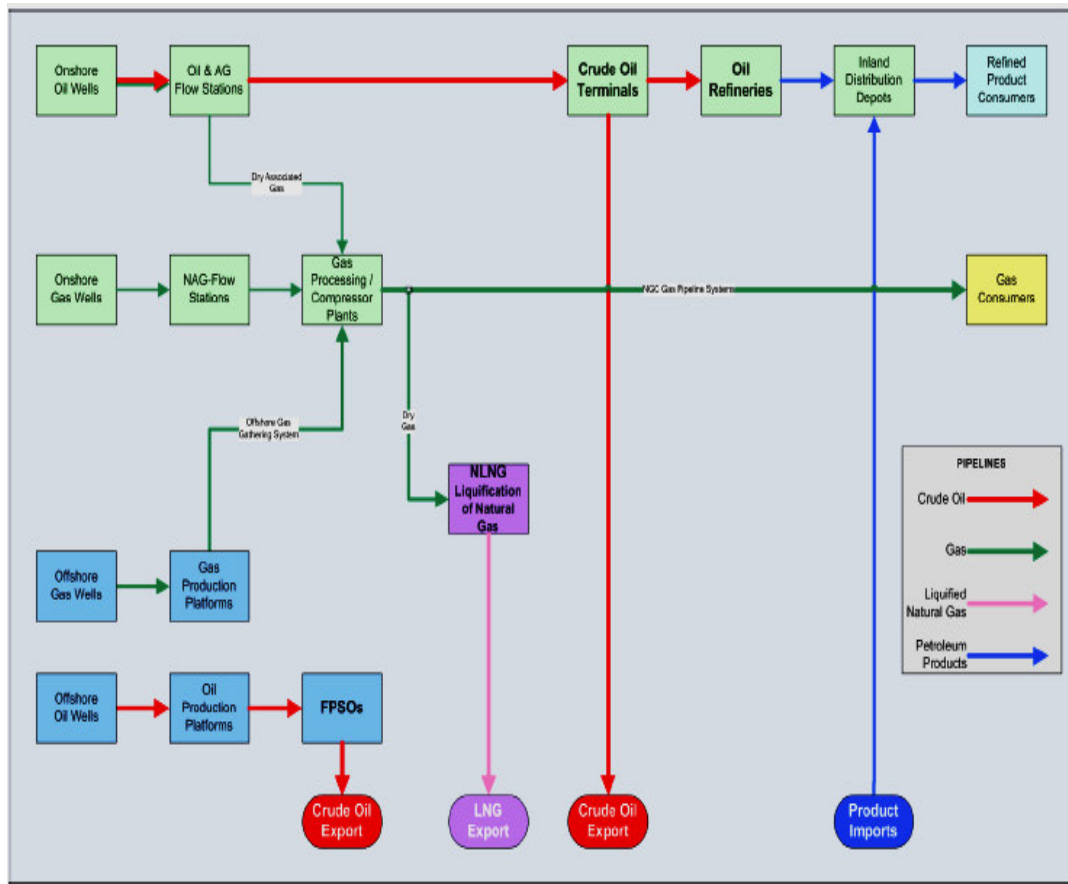 Onshore
Oil Wells
Oil & AG
Flow Stations
Crude Oil
Terminals
Oil
Refineries
Inland
Distribution
Depots
Refined
Product
Consumers
Dry Associated
Gas
Onshore
Gas Wells
NAG-Flow
Stations
Gas
Processing /
Compressor
Plants
NGC Gas Pipeline Systems
Gas
Consumers
Offshore Gas
Gathering System
Dry
Gas
NLNG
Liquification
of Natural
Gas
PIPELINES
Crude Oil
Gas
Liquified
Natural Gas
Petroleum
Products
Offshore
Gas Wells
Gas
Production
Platforms
Offshore
Oil Wells
Oil
Production
Platforms
FPSOs
Crude Oil
Export
LNG
Export
Crude Oil
Export
Product
Imports